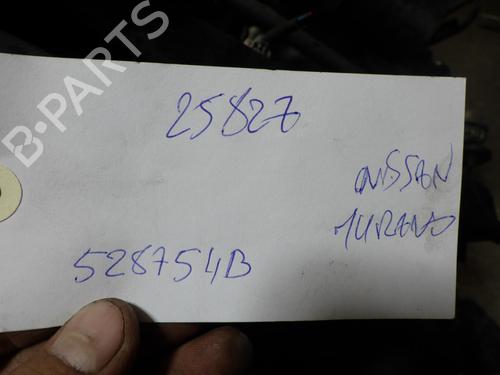 B-PARTS
25827
NISSAN
MURANO
528754B